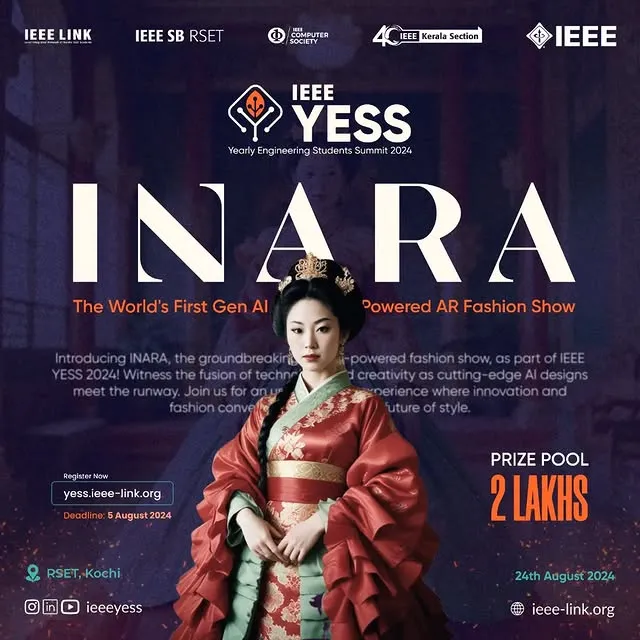 IEEE LINK
IEEE SB RSET
IEEE
COMPUTER
SOCIETY
40 IEEE Kerala Section
IEEE
IEEE
YESS
Yearly Engineering Students Summit 2024
INARA
The World's First Gen AI Powered AR Fashion Show
Introducing INARA, the groundbreaking -powered fashion show, as part of IEEE
YESS 2024! Witness the fusion of creativity as cutting-edge AI designs
meet the runway. Join us for an experience where innovation and
fashion future of style.
Register Now
yess.ieee-link.org
Deadline: 5 August 2024
PRIZE POOL
2 LAKHS
RSET, Kochi
24th August 2024
ieeeyess
ieee-link.org